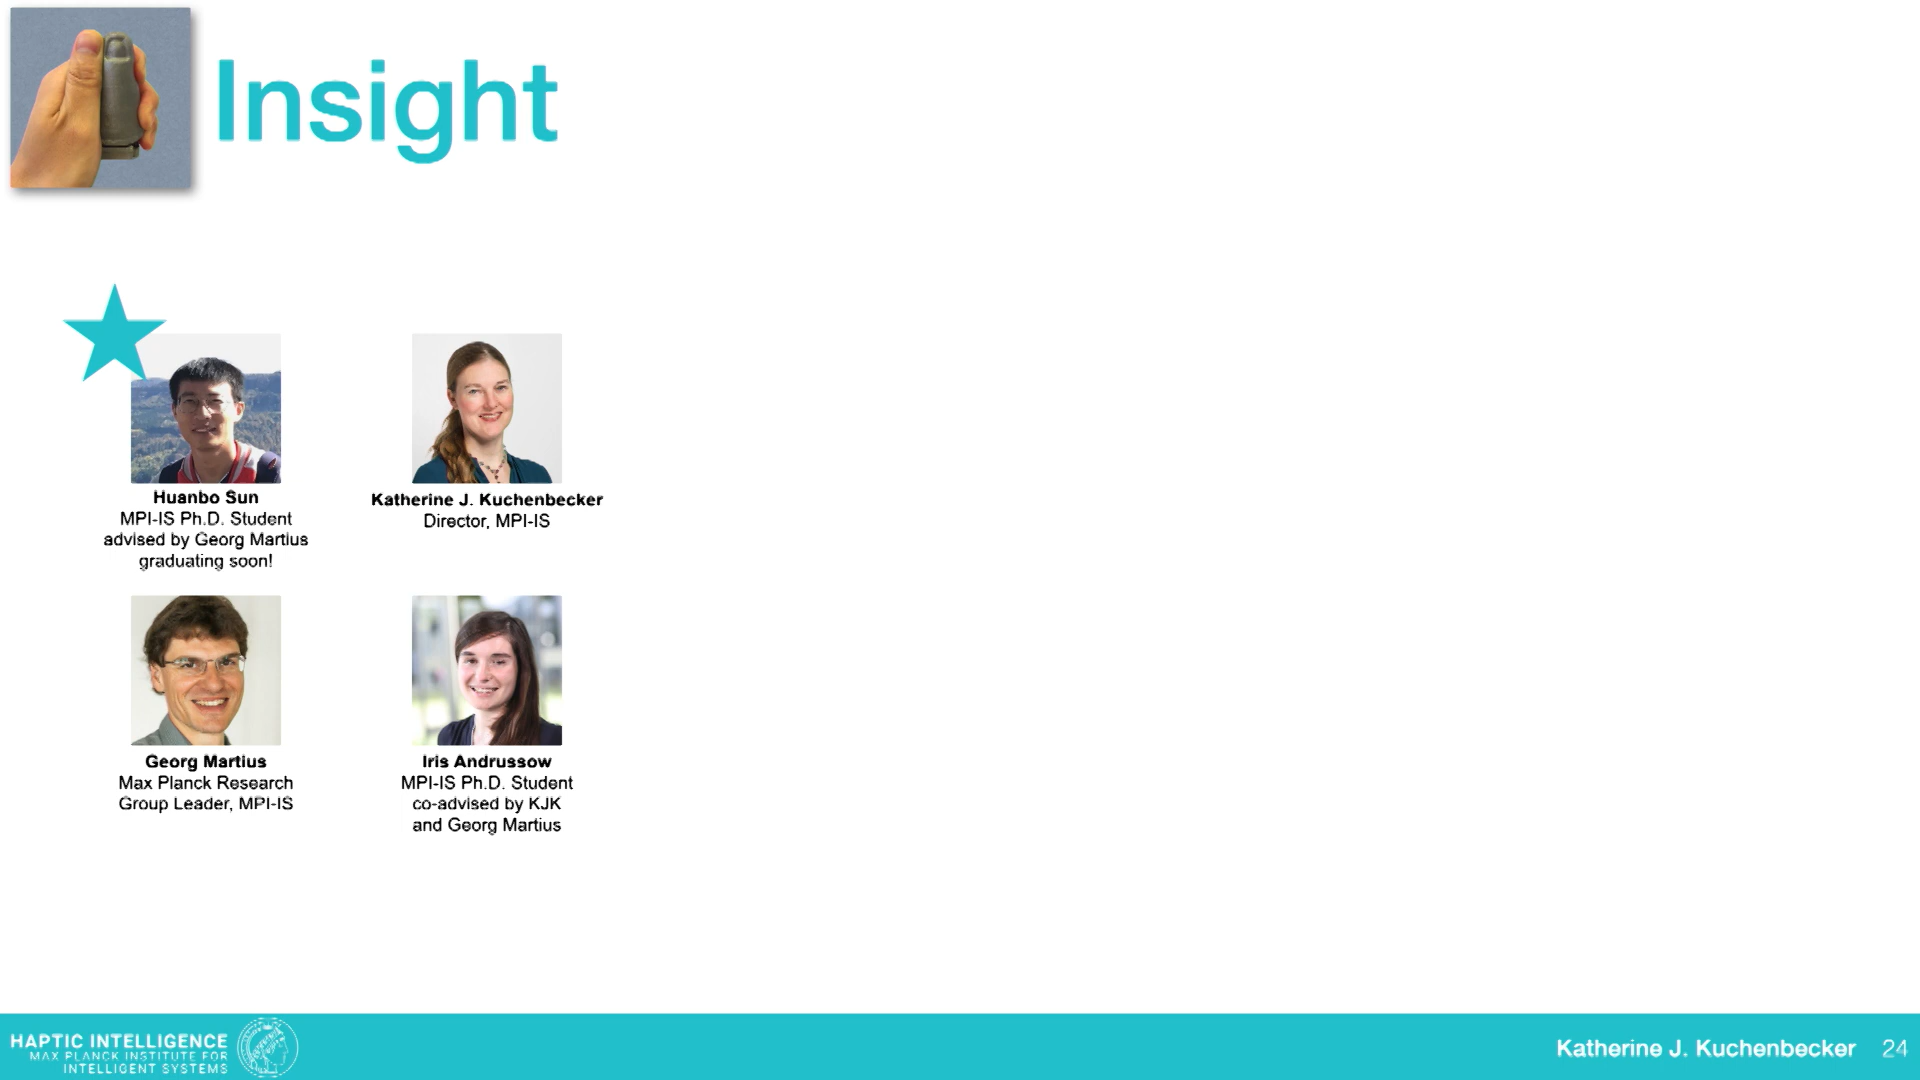 Insight
Huanbo Sun
MPI-IS Ph.D. Student
advised by Georg Martius
graduating soon!
Katherine J. Kuchenbecker
Director, MPI-IS
Georg Martius
Max Planck Research
Group Leader, MPI-IS
Iris Andrussow
MPI-IS Ph.D. Student
co-advised by KJK
and Georg Martius
HAPTIC INTELLIGENCE
MAX PLANCK INSTITUTE FOR
INTELLIGENT SYSTEMS
Katherine J. Kuchenbecker 24